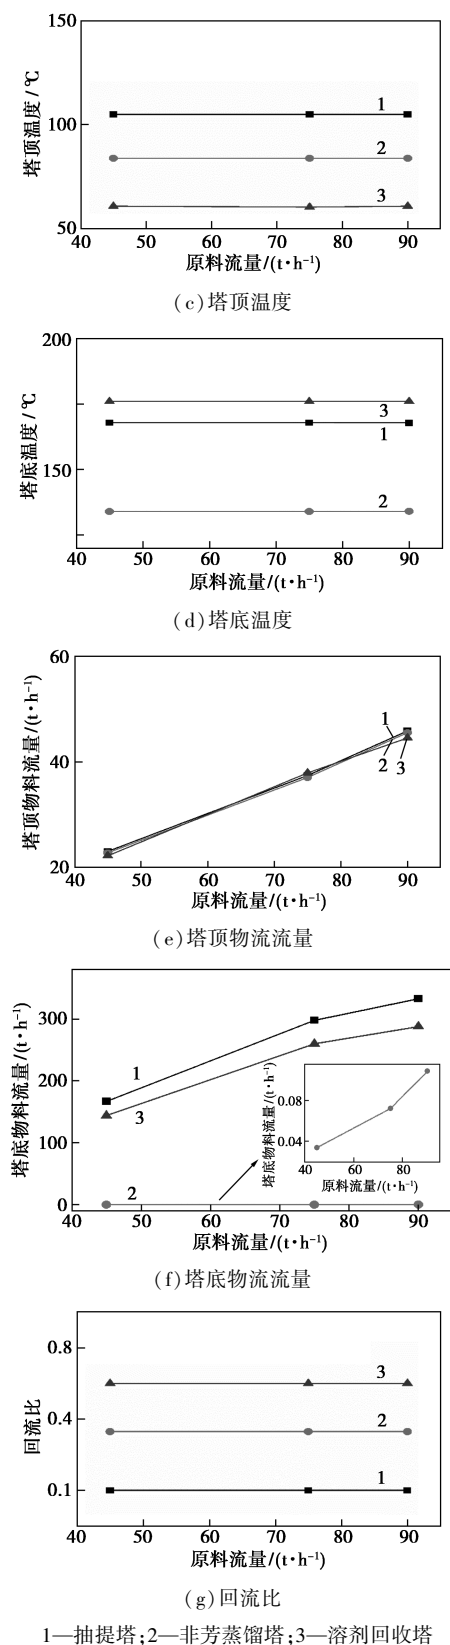 150
1
塔顶温度/℃
100
2
3
50
40 50 60 70 80 90
原料流量/(t·h⁻¹)
(c)塔顶温度
200
3
塔底温度/℃
1
150
2
40 50 60 70 80 90
原料流量/(t·h⁻¹)
(d)塔底温度
60
1
塔顶物料流量/(t·h⁻¹)
40
2 3
20
40 50 60 70 80 90
原料流量/(t·h⁻¹)
(e)塔顶物流流量
300
1
塔底物料流量/(t·h⁻¹)
200
3
100
塔底物料流量/(t·h⁻¹)
0.08
0.04
40 60 80
原料流量/(t·h⁻¹)
2
0
40 50 60 70 80 90
原料流量/(t·h⁻¹)
(f)塔底物流流量
0.8
3
回流比
0.4
2
1
0.1
40 50 60 70 80 90
原料流量/(t·h⁻¹)
(g)回流比
1—抽提塔;2—非芳蒸馏塔;3—溶剂回收塔